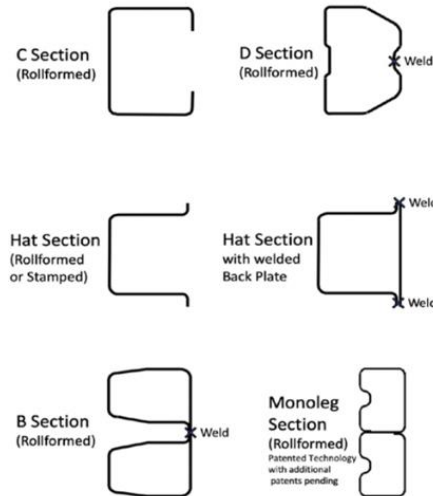 C Section
(Rollformed)
D Section
(Rollformed)
Weld
Hat Section
(Rollformed
or Stamped)
Hat Section
with welded
Back Plate
Weld
Weld
B Section
(Rollformed)
Weld
Monoleg
Section
(Rollformed)
Patented Technology
with additional
patents pending